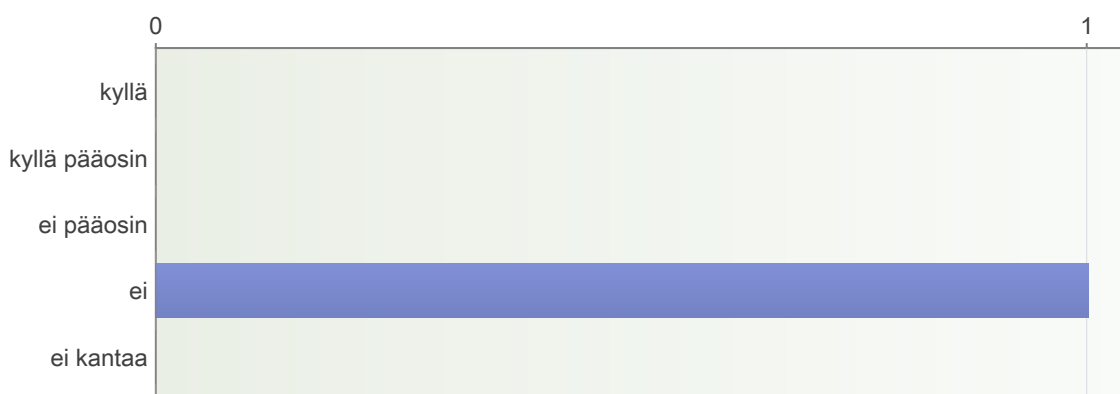 0 1
kyllä
kyllä pääosin
ei pääosin
ei
ei kantaa